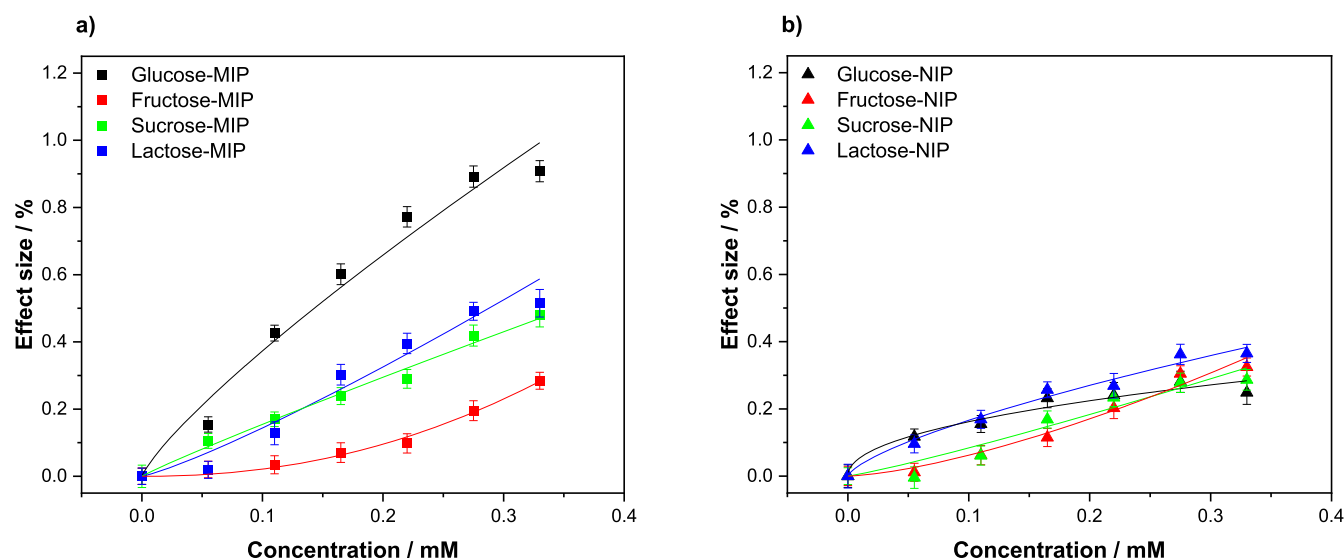 a)
1.2
1.0
0.8
0.6
0.4
0.2
0.0
Effect size / %
Glucose-MIP
Fructose-MIP
Sucrose-MIP
Lactose-MIP
0.0 0.1 0.2 0.3 0.4
Concentration / mM
b)
1.2
1.0
0.8
0.6
0.4
0.2
0.0
Effect size / %
Glucose-NIP
Fructose-NIP
Sucrose-NIP
Lactose-NIP
0.0 0.1 0.2 0.3 0.4
Concentration / mM